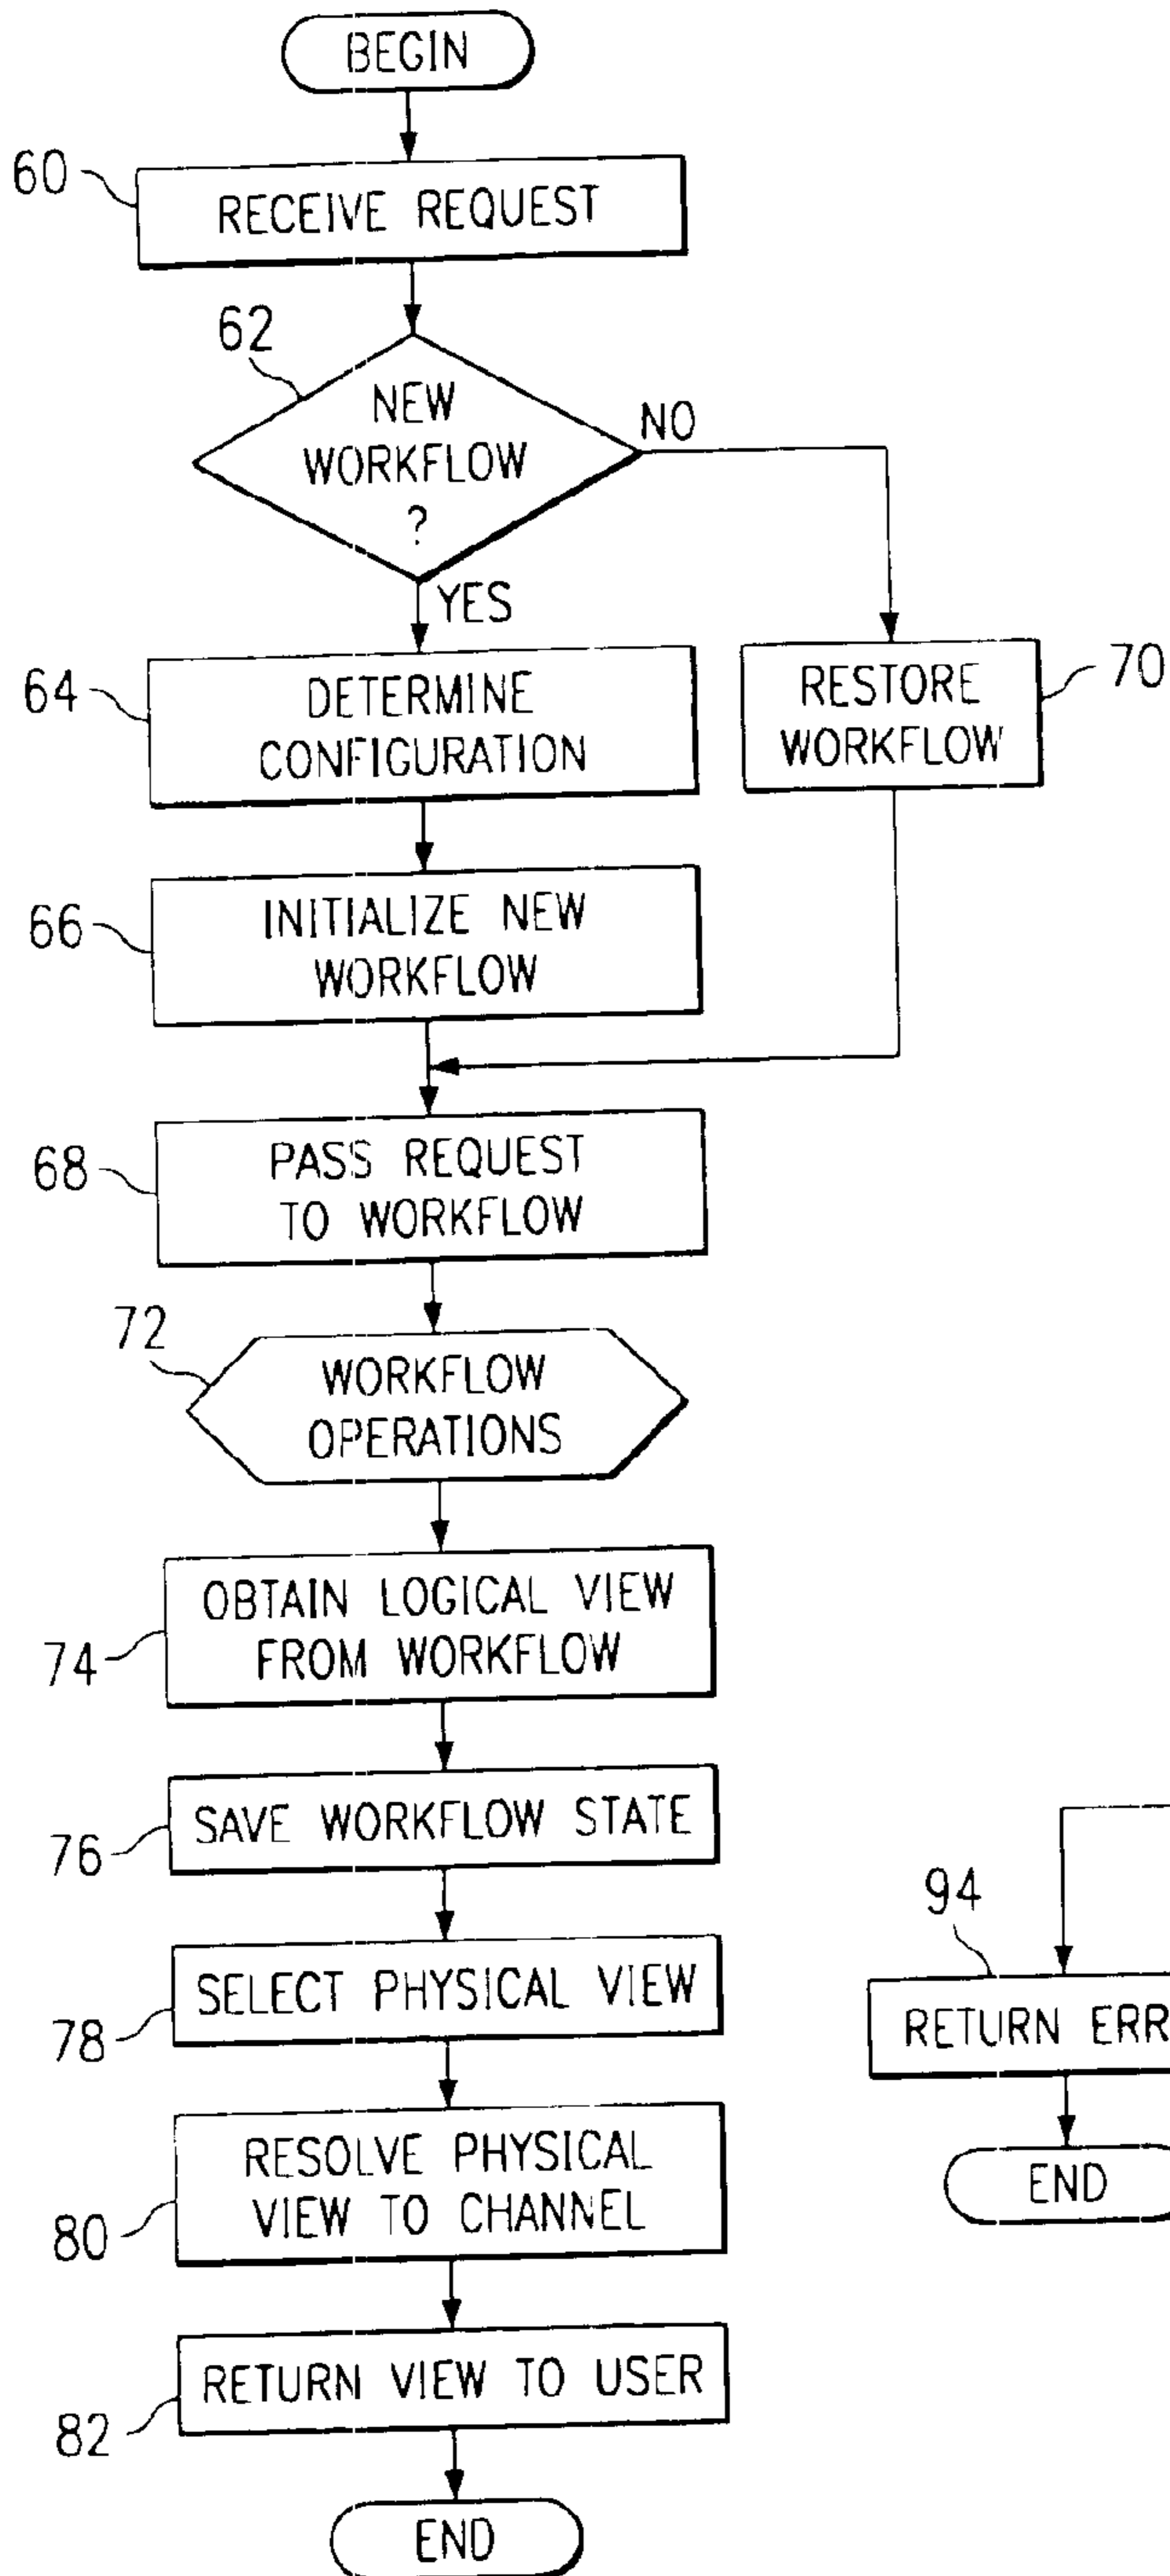 BEGIN
60
RECEIVE REQUEST
62
NEW
WORKFLOW
?
NO
YES
64
DETERMINE
CONFIGURATION
70
RESTORE
WORKFLOW
66
INITIALIZE NEW
WORKFLOW
68
PASS REQUEST
TO WORKFLOW
72
WORKFLOW
OPERATIONS
74
OBTAIN LOGICAL VIEW
FROM WORKFLOW
76
SAVE WORKFLOW STATE
78
SELECT PHYSICAL VIEW
80
RESOLVE PHYSICAL
VIEW TO CHANNEL
82
RETURN VIEW TO USER
END
94
RETURN ERR
END